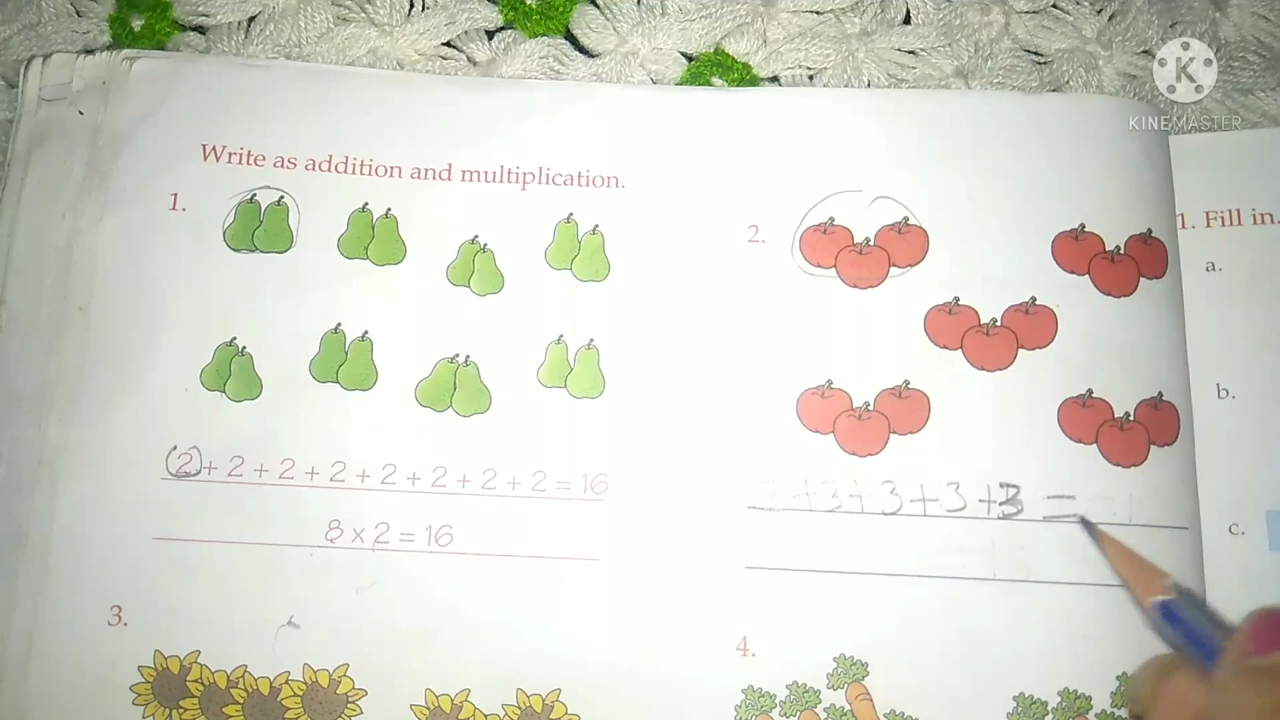 K
KINEMASTER
Write as addition and multiplication.
1.
2.
2 + 2 + 2 + 2 + 2 + 2 + 2 + 2 = 16
8 × 2 = 16
3 + 3 + 3 + 3 + 3 =
3.
4.
1. Fill in
a.
b.
c.